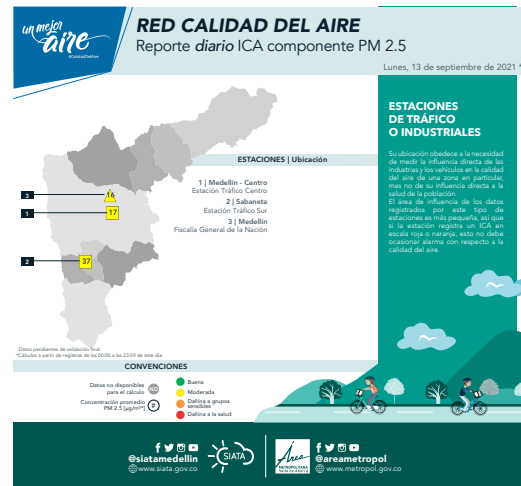 un mejor
aire
#CalidadDelAire
RED CALIDAD DEL AIRE
Reporte diario ICA componente PM 2.5
Lunes, 13 de septiembre de 2021 *
ESTACIONES
DE TRÁFICO
O INDUSTRIALES
Su ubicación obedece a la necesidad
de medir la influencia directa de las
industrias y los vehículos en la calidad
del aire de una zona en particular,
mas no de su influencia directa a la
salud de la población.
El área de influencia de los datos
registrados por este tipo de
estaciones es más pequeña, así que
si la estación registra un ICA en
escala roja o naranja, esto no debe
ocasionar alarma con respecto a la
calidad del aire.
ESTACIONES | Ubicación
1 | Medellín - Centro
Estación Tráfico Centro
2 | Sabaneta
Estación Tráfico Sur
3 | Medellín
Fiscalía General de la Nación
3
16
1
17
2
37
Datos pendientes de validación final.
*Cálculos a partir de registros de las 00:00 a las 23:59 de este día.
CONVENCIONES
Datos no disponibles
para el cálculo
ND
Concentración promedio
PM 2.5 [µg/m³*]
#
Buena
Moderada
Dañina a grupos
sensibles
Dañina a la salud
@siatamedellin
www.siata.gov.co
SIATA
Área
METROPOLITANA
Valle de Aburrá
@areametropol
www.metropol.gov.co